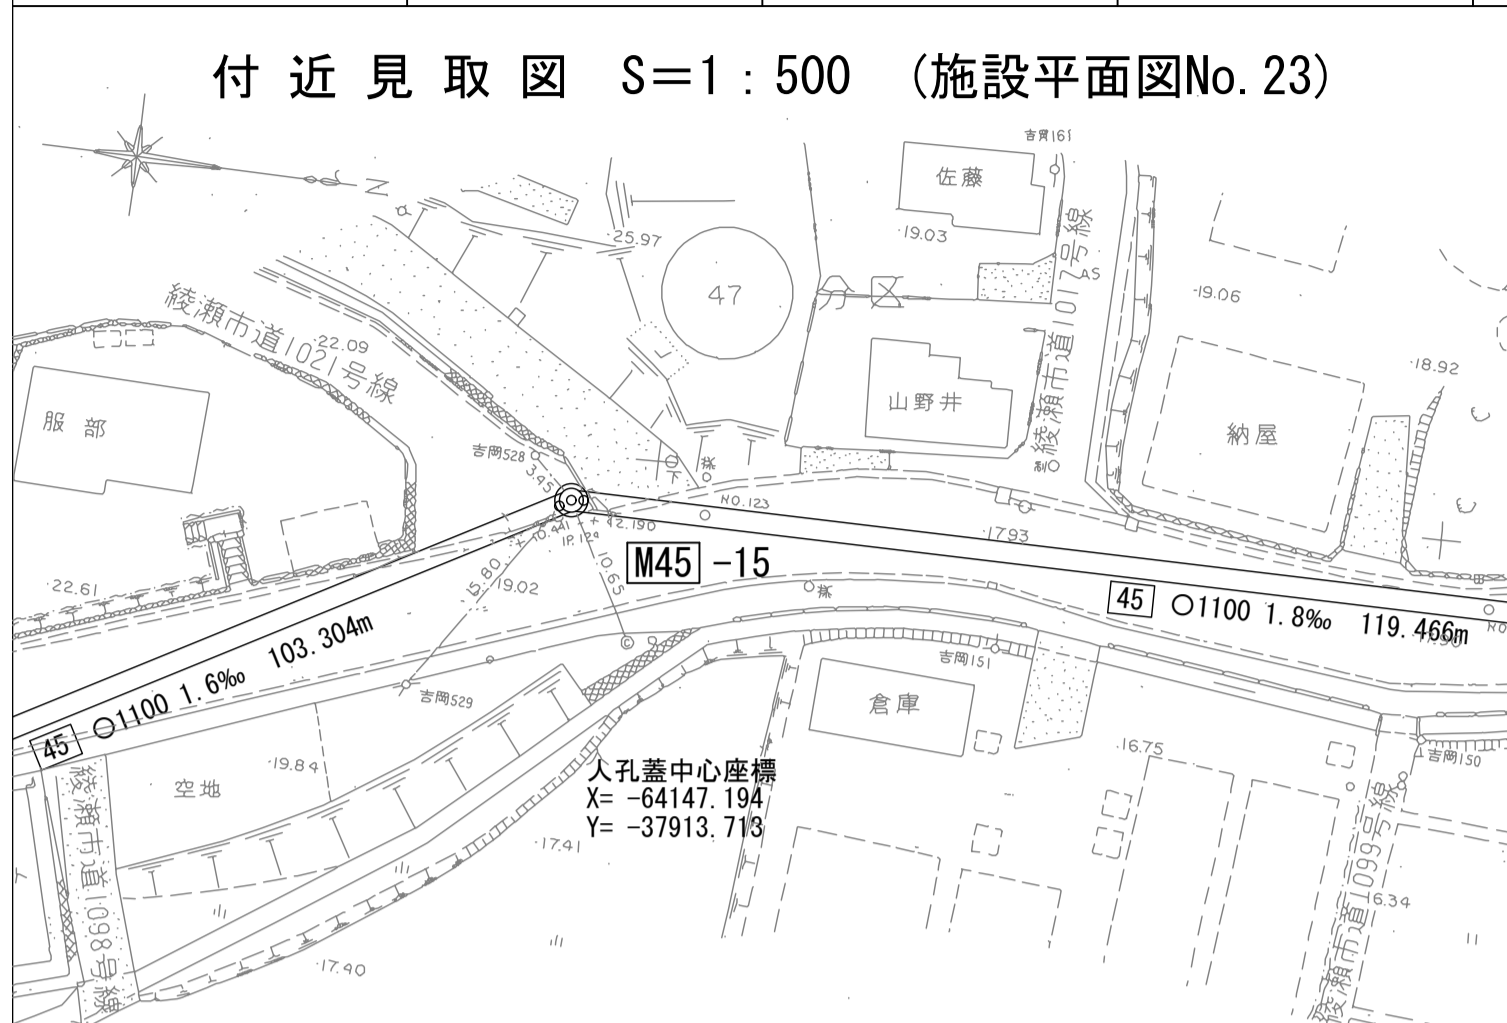 付近見取図 S=1:500 (施設平面図No.23)
N
吉岡161
佐藤
19.03
25.97
47
AS
綾瀬市道1017号線
19.06
綾瀬市道1021号線
22.09
18.92
服部
山野井
納屋
吉岡528
3.45
NO.123
2.190
17.93
M45 -15
22.61
15.80
19.02
10.65
45 ○1100 1.8‰ 119.466m
45 ○1100 1.6‰ 103.304m
吉岡151
吉岡529
倉庫
16.75
吉岡150
19.84
空地
人孔蓋中心座標
X= -64147.194
Y= -37913.713
17.41
綾瀬市道1098号線
綾瀬市道1099号線
6.34
17.40